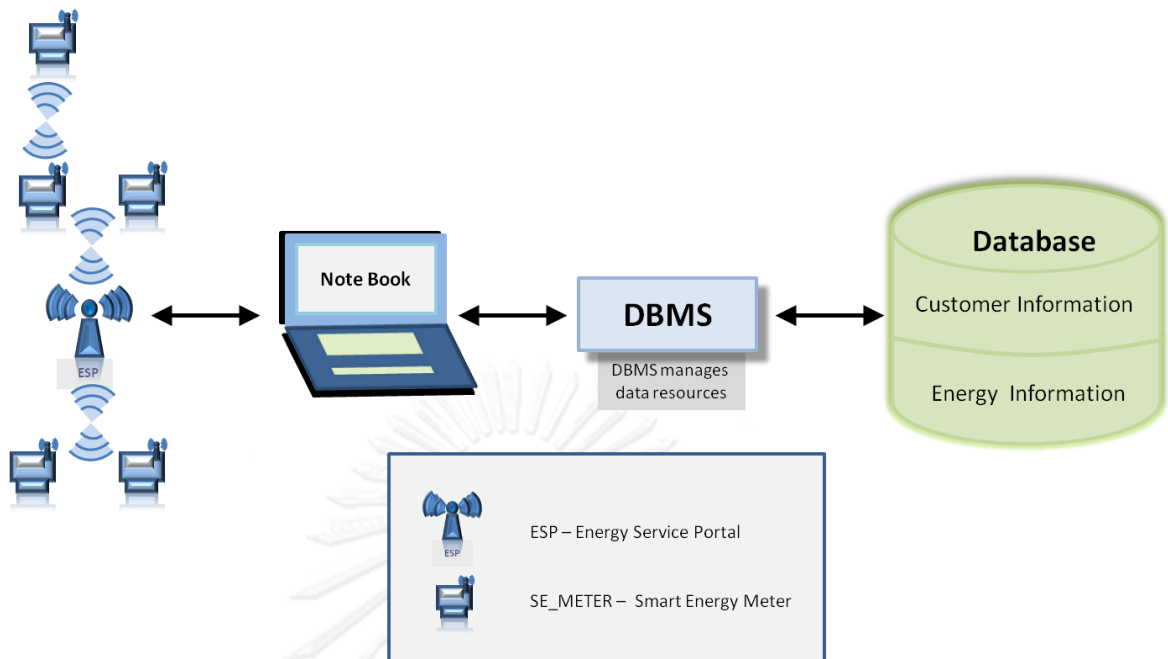 Note Book
DBMS
DBMS manages
data resources
Database
Customer Information
Energy  Information
ESP
ESP – Energy Service Portal
ESP
SE_METER –  Smart Energy Meter